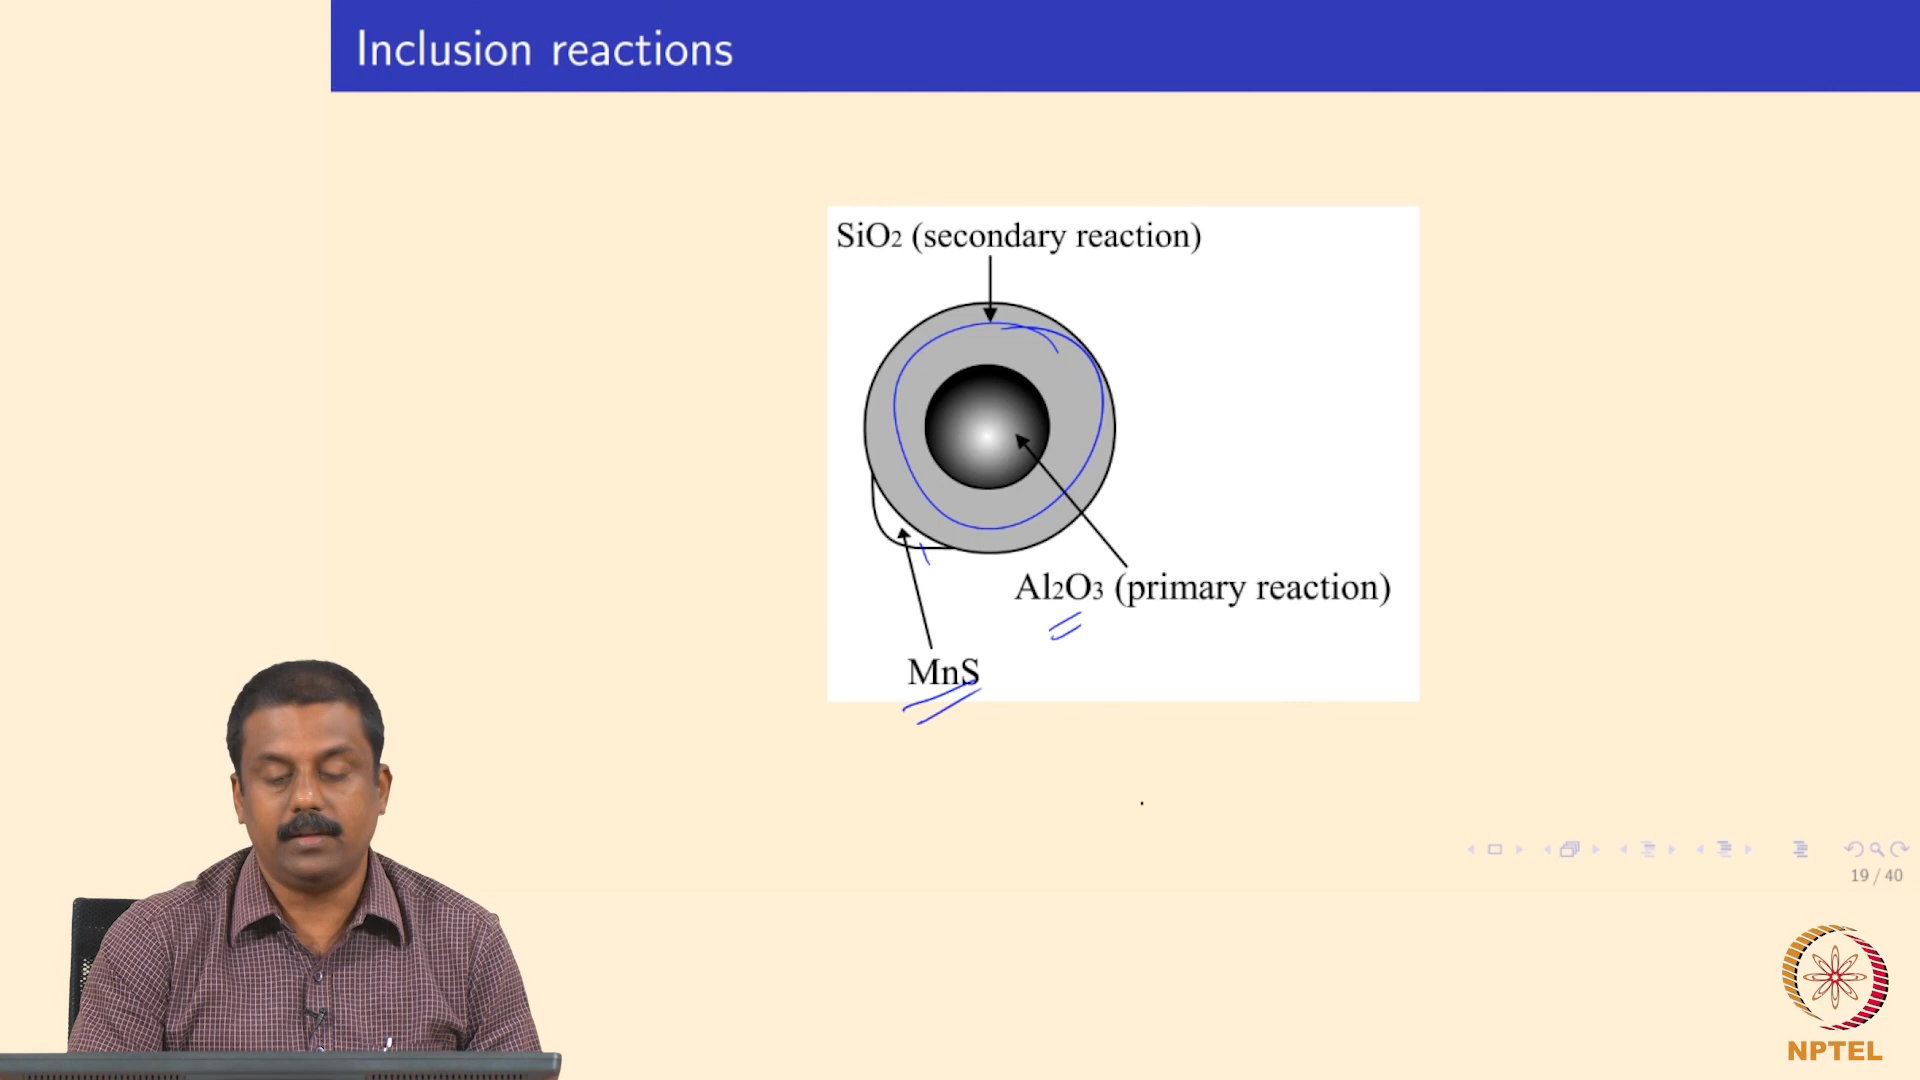 Inclusion reactions
SiO2 (secondary reaction)
Al2O3 (primary reaction)
MnS
19 / 40
NPTEL